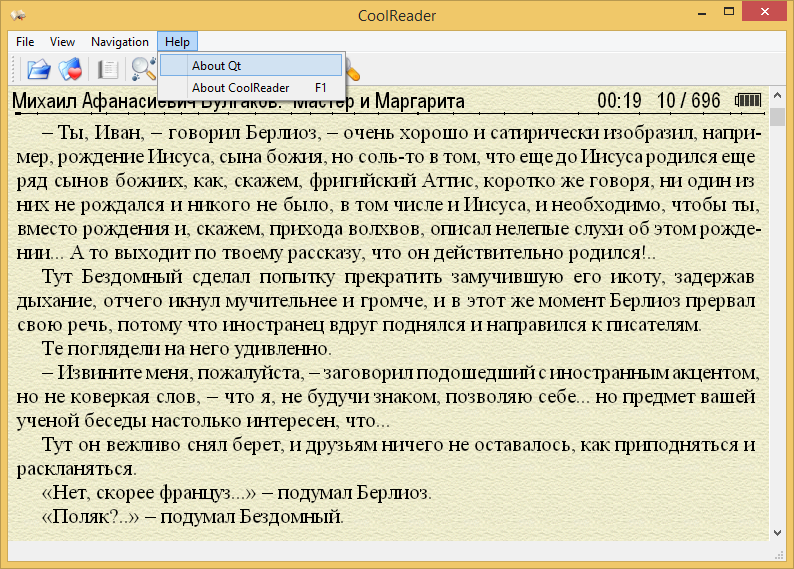 CoolReader
File View Navigation Help
About Qt
About CoolReader F1
Михаил Афанасьевич Булгаков. Мастер и Маргарита 00:19 10 / 696
– Ты, Иван, – говорил Берлиоз, – очень хорошо и сатирически изобразил, напри-
мер, рождение Иисуса, сына божия, но соль-то в том, что еще до Иисуса родился еще
ряд сынов божиих, как, скажем, фригийский Аттис, коротко же говоря, ни один из
них не рождался и никого не было, в том числе и Иисуса, и необходимо, чтобы ты,
вместо рождения и, скажем, прихода волхвов, описал нелепые слухи об этом рожде-
нии... А то выходит по твоему рассказу, что он действительно родился!..
Тут Бездомный сделал попытку прекратить замучившую его икоту, задержав
дыхание, отчего икнул мучительнее и громче, и в этот же момент Берлиоз прервал
свою речь, потому что иностранец вдруг поднялся и направился к писателям.
Те поглядели на него удивленно.
– Извините меня, пожалуйста, – заговорил подошедший с иностранным акцентом,
но не коверкая слов, – что я, не будучи знаком, позволяю себе... но предмет вашей
ученой беседы настолько интересен, что...
Тут он вежливо снял берет, и друзьям ничего не оставалось, как приподняться и
раскланяться.
«Нет, скорее француз...» – подумал Берлиоз.
«Поляк?..» – подумал Бездомный.